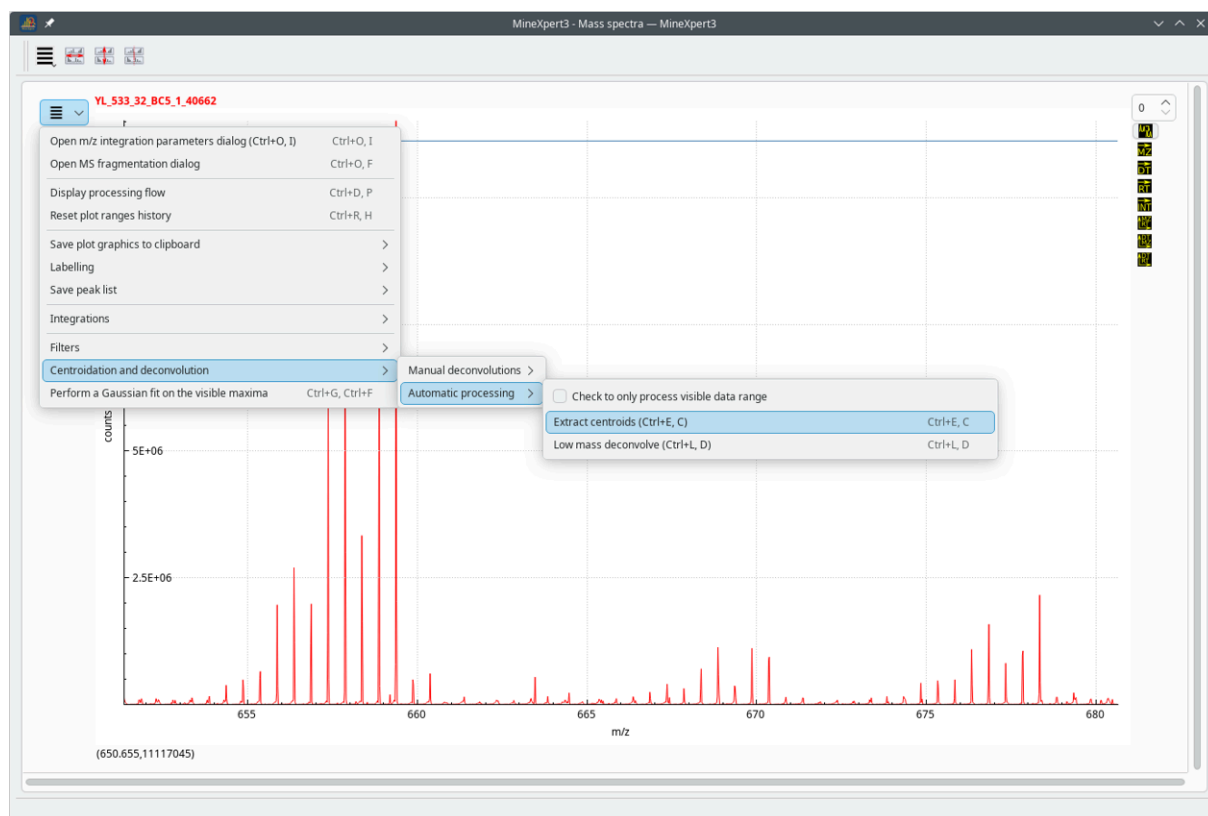 MineXpert3 - Mass spectra — MineXpert3
YL_533_32_BC5_1_40662
0
Open m/z integration parameters dialog (Ctrl+O, I) Ctrl+O, I
Open MS fragmentation dialog Ctrl+O, F
Display processing flow Ctrl+D, P
Reset plot ranges history Ctrl+R, H
Save plot graphics to clipboard
Labelling
Save peak list
Integrations
Filters
Centroidation and deconvolution
Perform a Gaussian fit on the visible maxima Ctrl+G, Ctrl+F
Manual deconvolutions
Automatic processing
Check to only process visible data range
Extract centroids (Ctrl+E, C) Ctrl+E, C
Low mass deconvolve (Ctrl+L, D) Ctrl+L, D
MZ
DT
RT
INT
counts
5E+06
2.5E+06
655 660 665 670 675 680
m/z
(650.655,11117045)